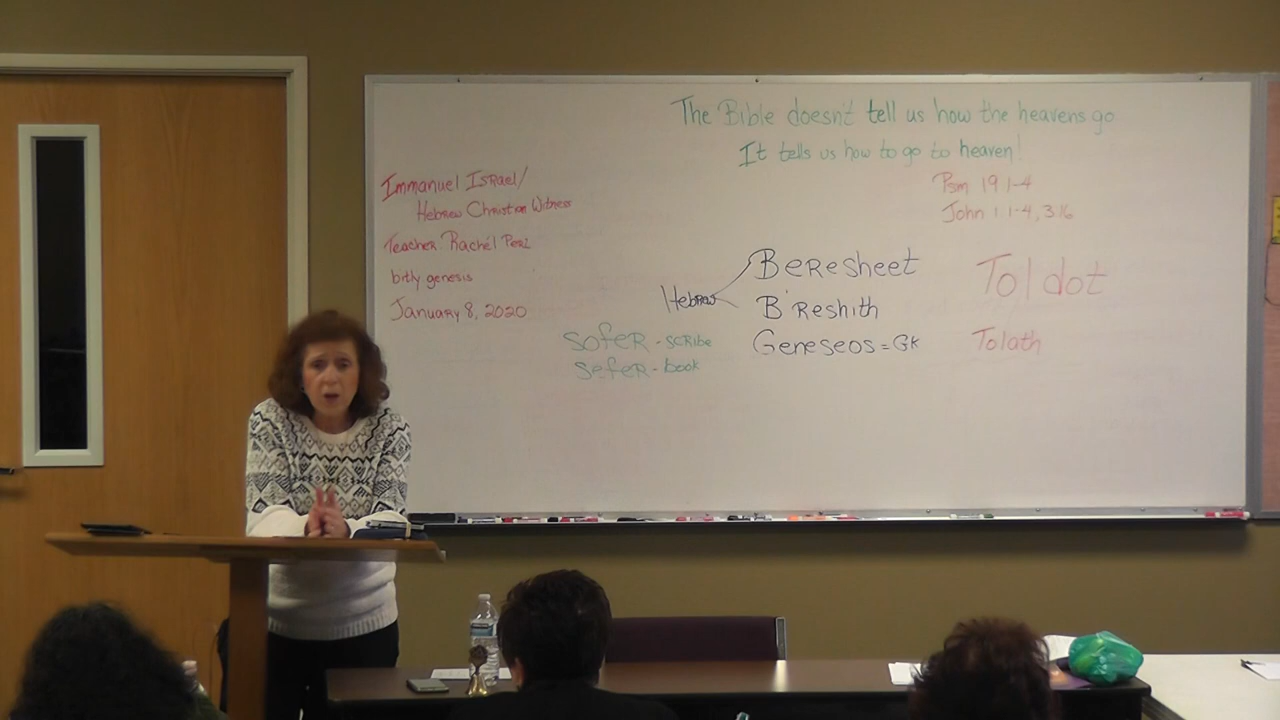 The Bible doesn't tell us how the heavens go
It tells us how to go to heaven!
Psm 19 1-4
John 1 1-4, 3:16
Immanuel Israel/
Hebrew Christian Witness
Teacher: Rachel Perz
bitly genesis
January 8, 2020
Hebrew
Beresheet
B'Reshith
Geneseos = Gk
Sofer - scribe
Sefer - book
Toldot
Tolath